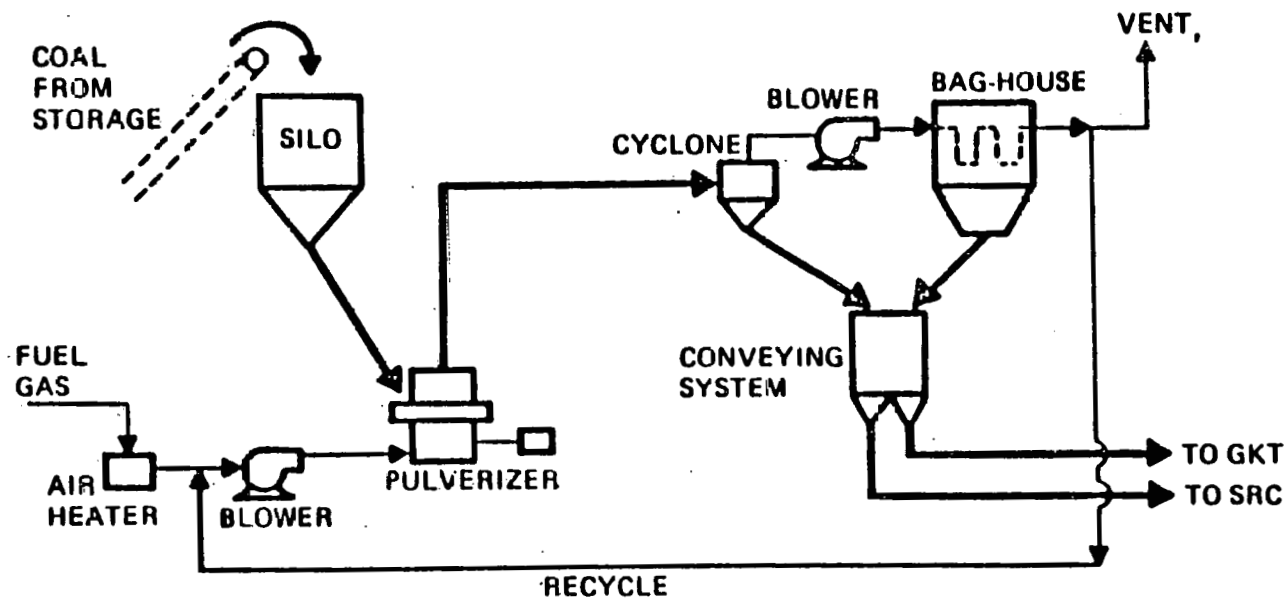 COAL
FROM
STORAGE
SILO
VENT,
BAG-HOUSE
BLOWER
CYCLONE
CONVEYING
SYSTEM
FUEL
GAS
AIR
HEATER
BLOWER
PULVERIZER
TO GKT
TO SRC
RECYCLE